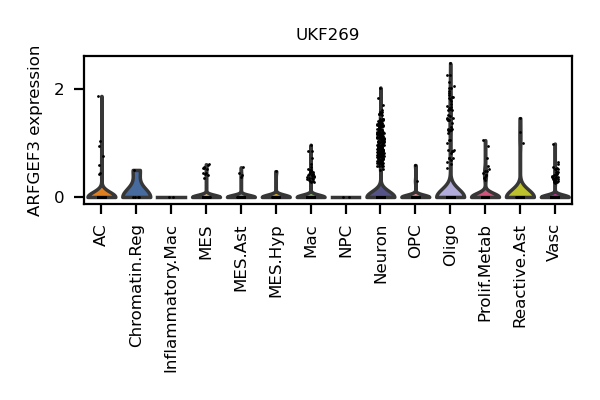 UKF269
ARFGEF3 expression
2
0
AC
Chromatin.Reg
Inflammatory.Mac
MES
MES.Ast
MES.Hyp
Mac
NPC
Neuron
OPC
Oligo
Prolif.Metab
Reactive.Ast
Vasc